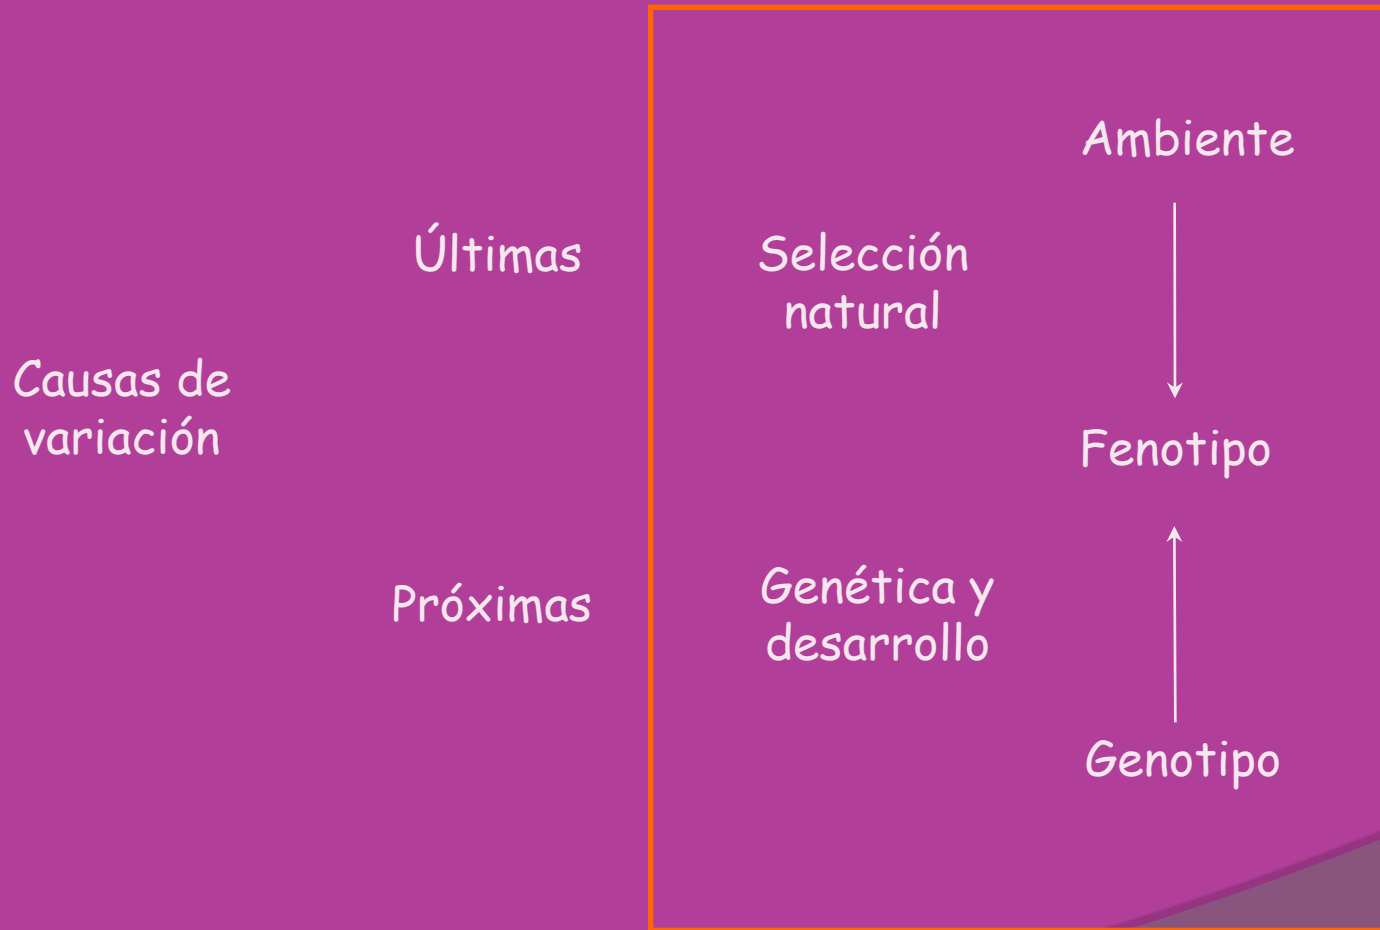 Causas de
variación
Últimas
Próximas
Selección
natural
Genética y
desarrollo
Ambiente
Fenotipo
Genotipo